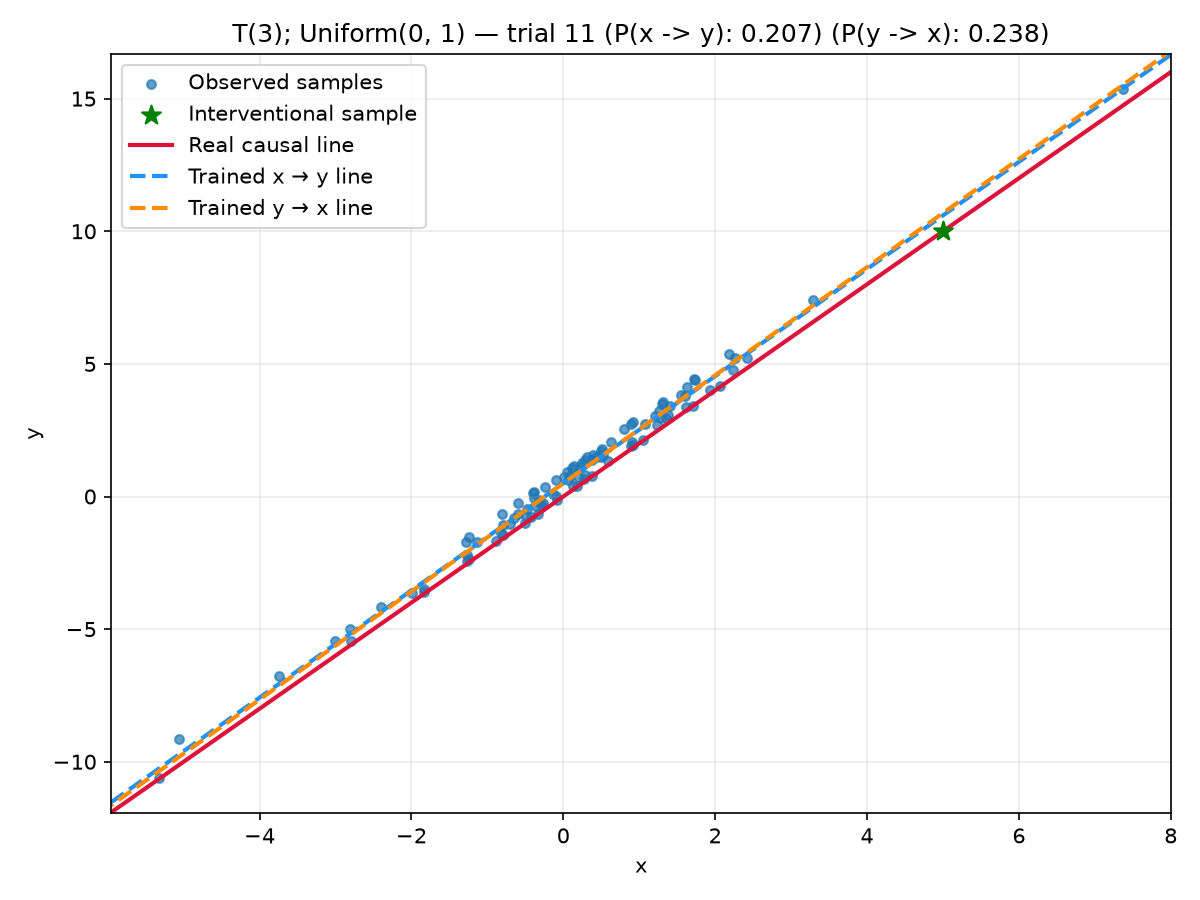 T(3); Uniform(0, 1) — trial 11 (P(x -> y): 0.207) (P(y -> x): 0.238)
Observed samples
Interventional sample
Real causal line
Trained x → y line
Trained y → x line
15
10
5
0
−5
−10
y
−4
−2
0
2
4
6
8
x